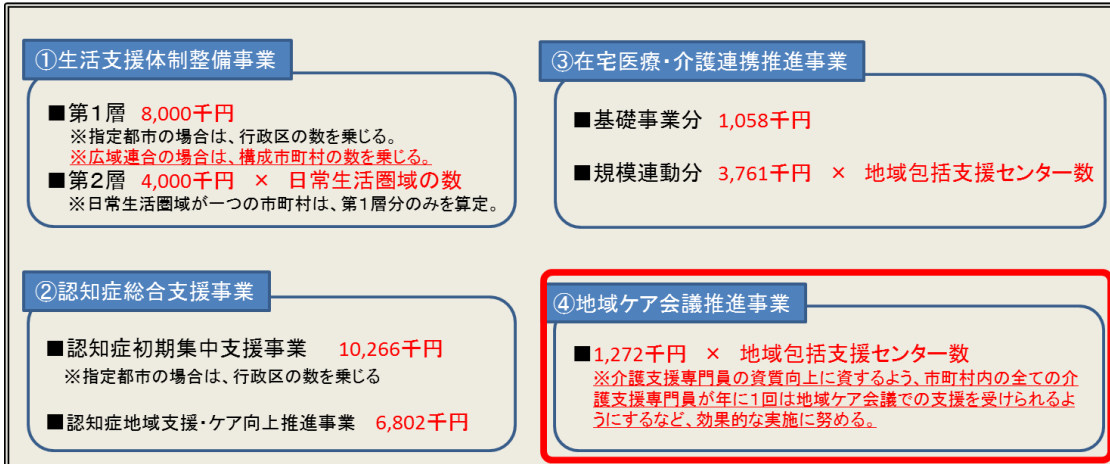 ①生活支援体制整備事業
■第1層 8,000千円
※指定都市の場合は、行政区の数を乗じる。
※広域連合の場合は、構成市町村の数を乗じる。
■第2層 4,000千円 × 日常生活圏域の数
※日常生活圏域が一つの市町村は、第1層分のみを算定。
②認知症総合支援事業
■認知症初期集中支援事業 10,266千円
※指定都市の場合は、行政区の数を乗じる
■認知症地域支援・ケア向上推進事業 6,802千円
③在宅医療・介護連携推進事業
■基礎事業分 1,058千円
■規模連動分 3,761千円 × 地域包括支援センター数
④地域ケア会議推進事業
■1,272千円 × 地域包括支援センター数
※介護支援専門員の資質向上に資するよう、市町村内の全ての介
護支援専門員が年に1回は地域ケア会議での支援を受けられるよ
うにするなど、効果的な実施に努める。